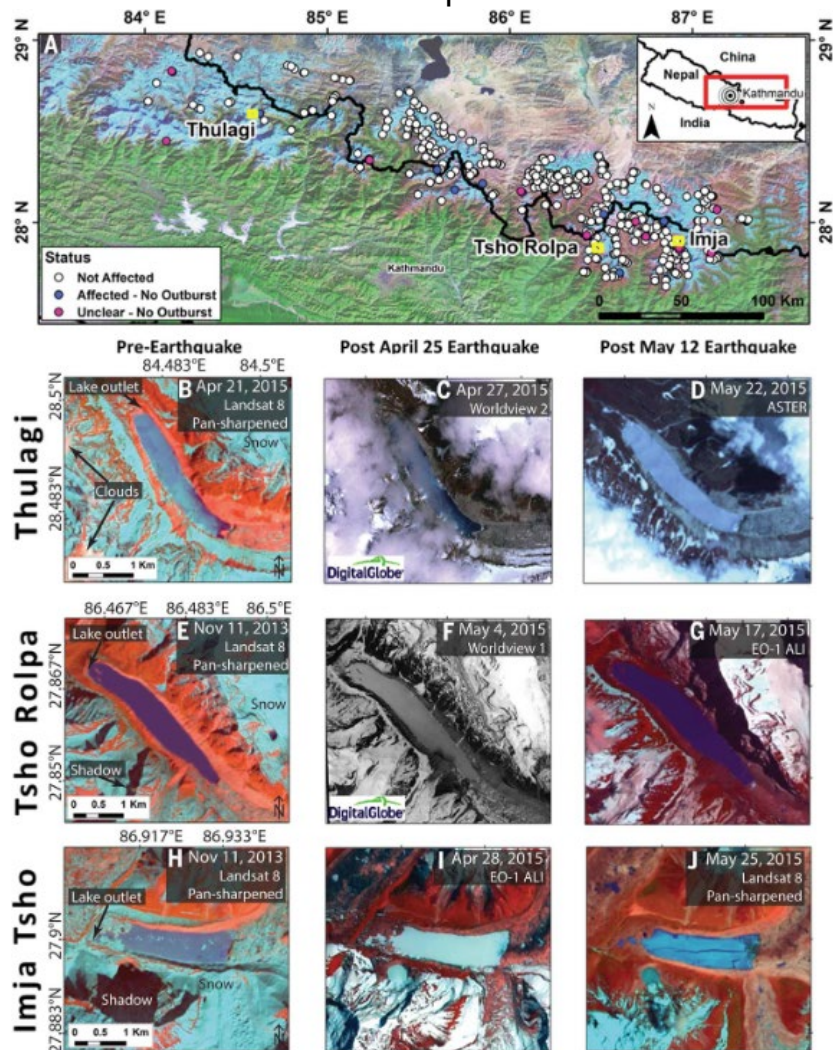 84° E
85° E
86° E
87° E
29° N
29° N
28° N
28° N
A
China
Nepal
Kathmandu
India
N
Thulagi
Tsho Rolpa
Imja
Kathmandu
Status
Not Affected
Affected - No Outburst
Unclear - No Outburst
0 50 100 Km
Pre-Earthquake
Post April 25 Earthquake
Post May 12 Earthquake
84.483°E 84.5°E
Thulagi
28.5°N
28.483°N
Lake outlet
B Apr 21, 2015
Landsat 8
Pan-sharpened
Snow
Clouds
0 0.5 1 Km
N
C Apr 27, 2015
Worldview 2
DigitalGlobe
D May 22, 2015
ASTER
86.467°E 86.483°E 86.5°E
Tsho Rolpa
27.867°N
27.85°N
Lake outlet
E Nov 11, 2013
Landsat 8
Pan-sharpened
Snow
Shadow
0 0.5 1 Km
N
F May 4, 2015
Worldview 1
DigitalGlobe
G May 17, 2015
EO-1 ALI
86.917°E 86.933°E
Imja Tsho
27.9°N
27.883°N
H Nov 11, 2013
Landsat 8
Pan-sharpened
Lake outlet
Snow
Shadow
0 0.5 1 Km
N
I Apr 28, 2015
EO-1 ALI
J May 25, 2015
Landsat 8
Pan-sharpened